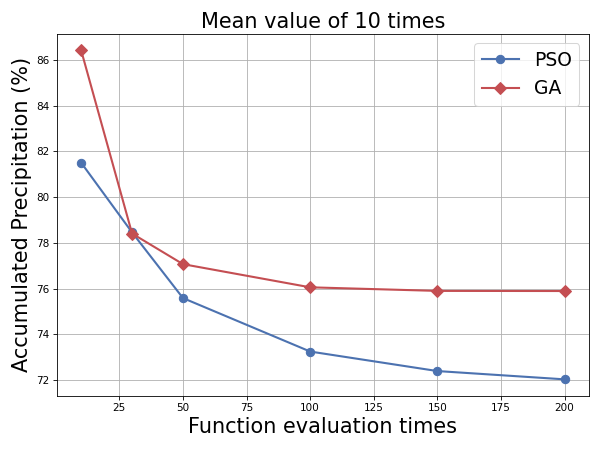 Mean value of 10 times
PSO
GA
Accumulated Precipitation (%)
86
84
82
80
78
76
74
72
25 50 75 100 125 150 175 200
Function evaluation times